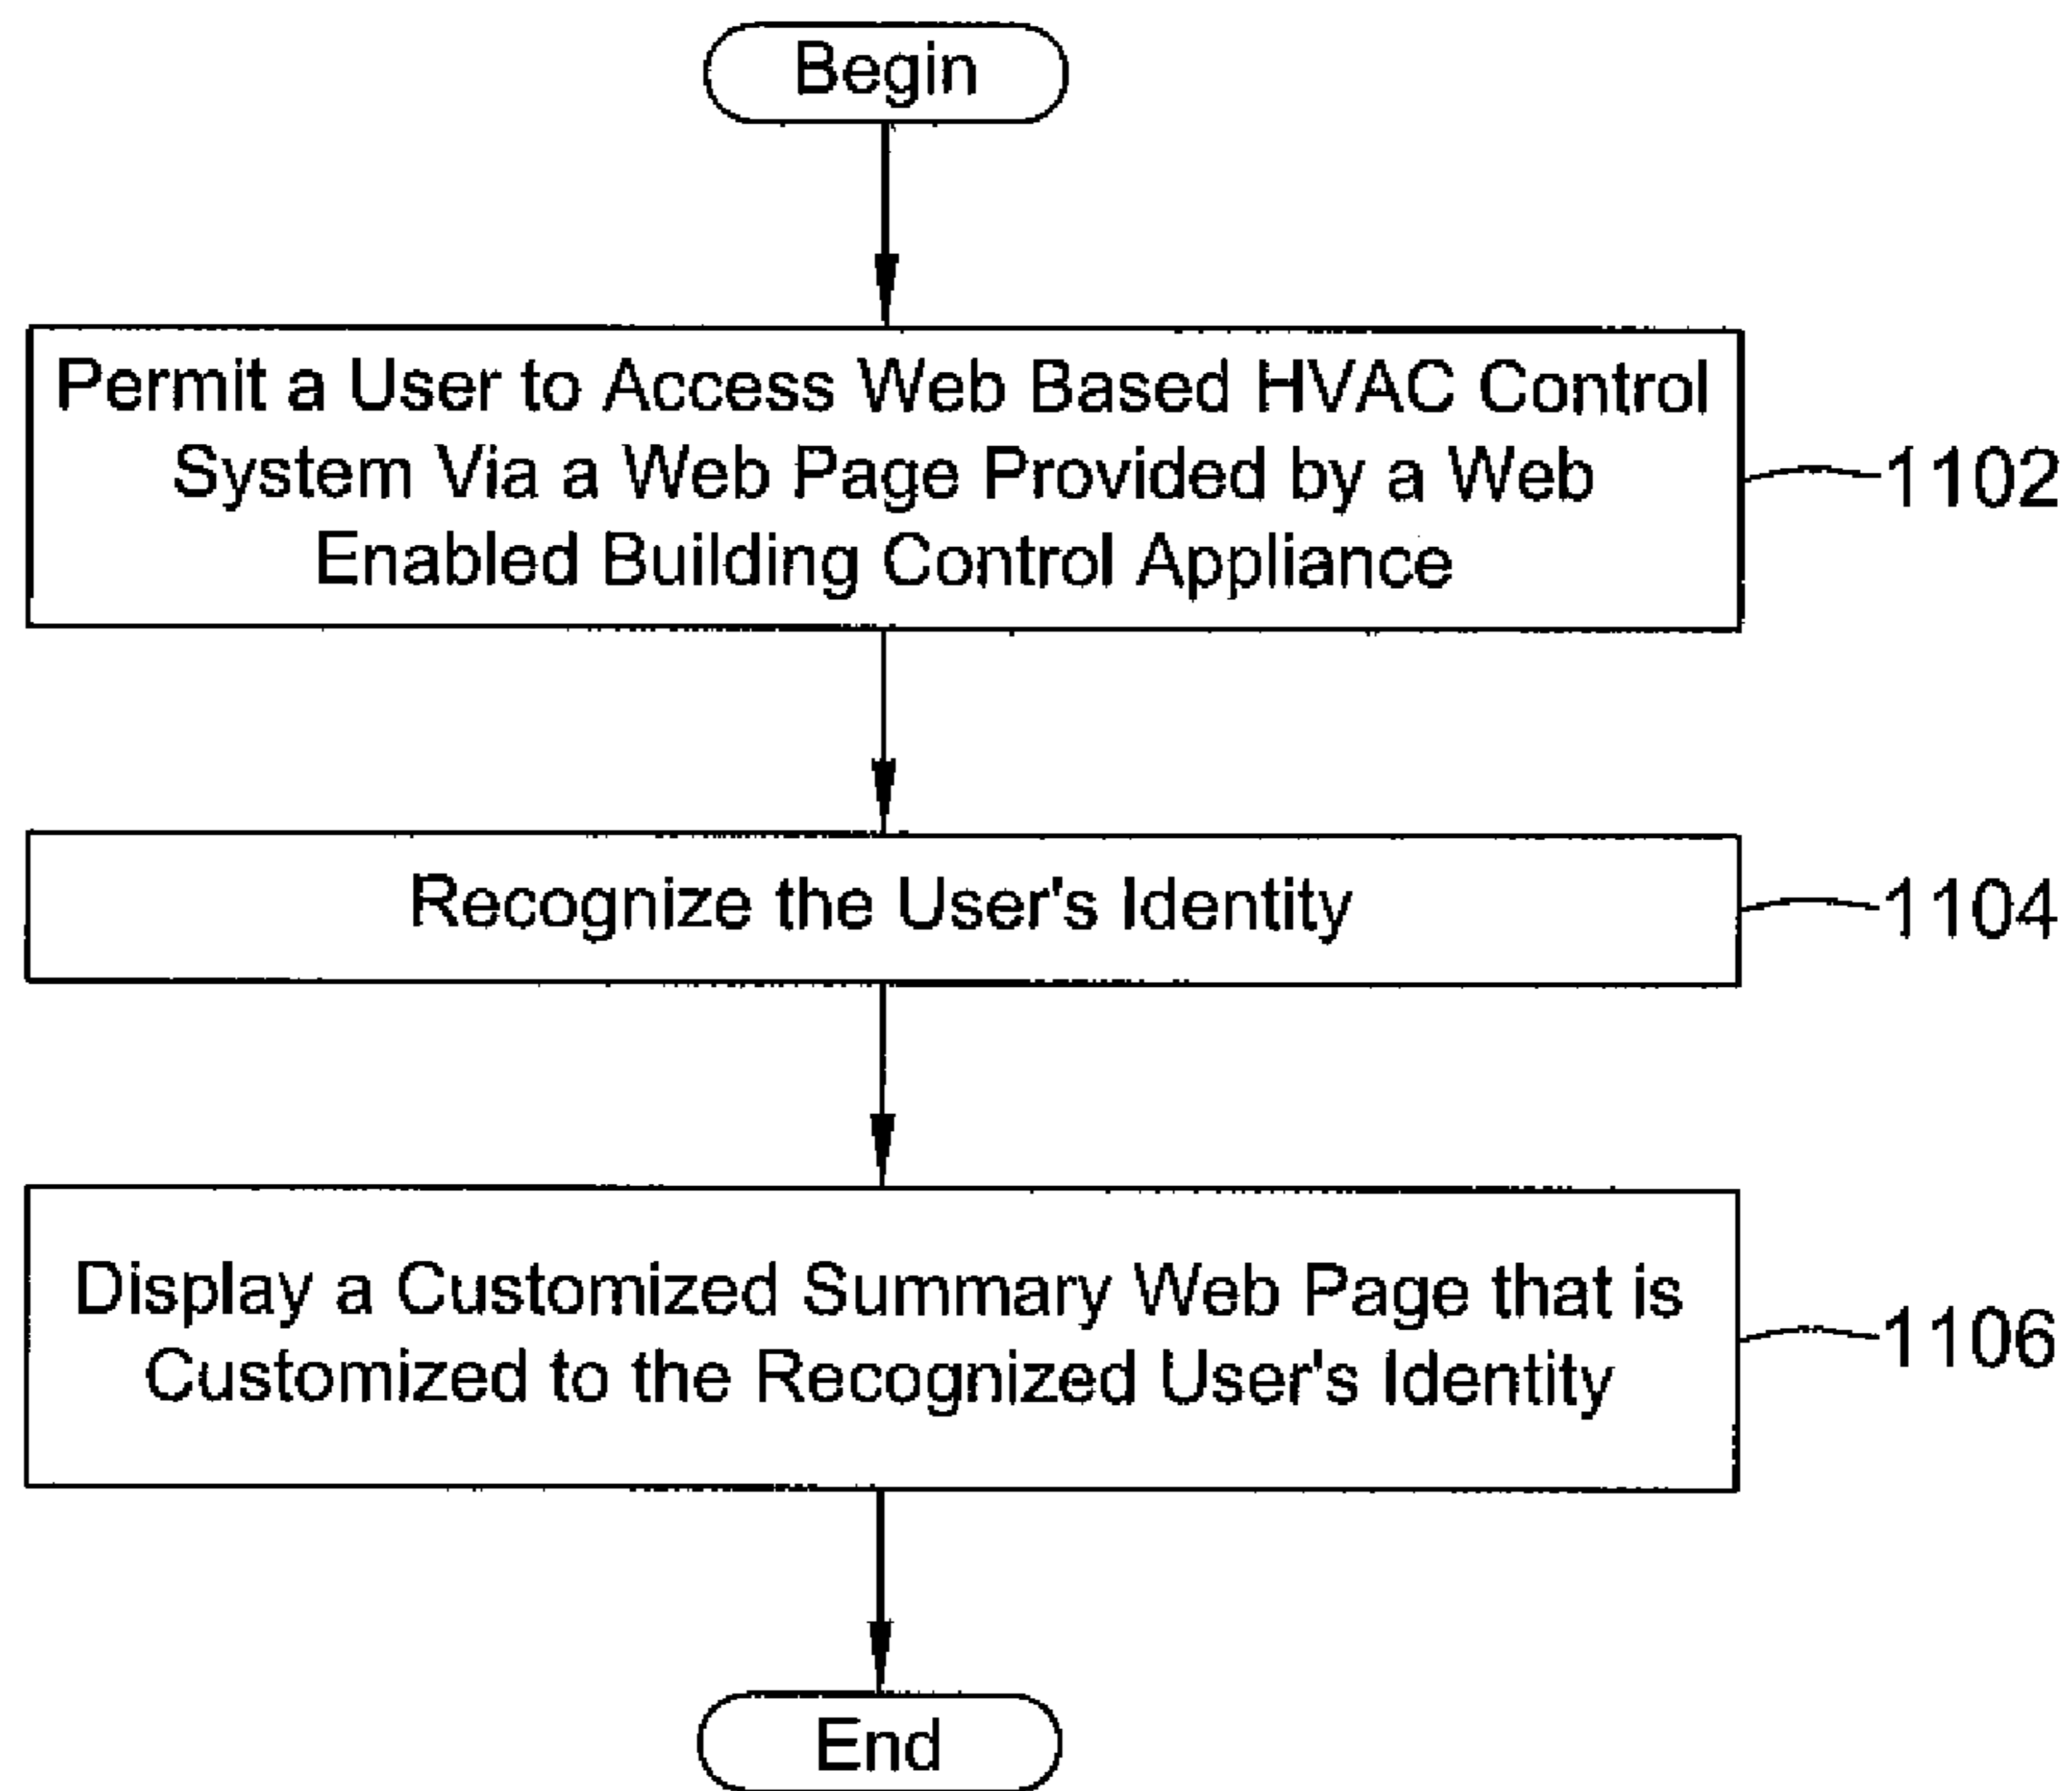 Begin
Permit a User to Access Web Based HVAC Control
System Via a Web Page Provided by a Web
Enabled Building Control Appliance
1102
Recognize the User's Identity
1104
Display a Customized Summary Web Page that is
Customized to the Recognized User's Identity
1106
End